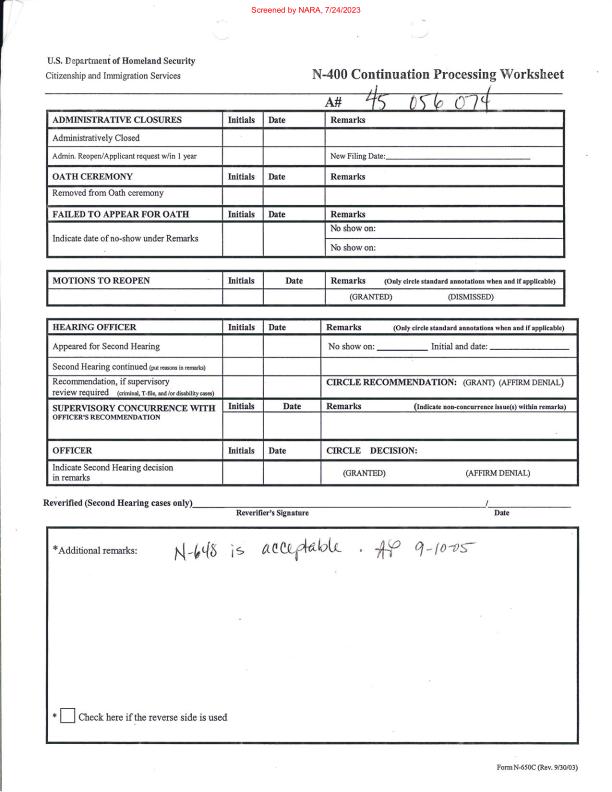 Screened by NARA, 7/24/2023
U.S. Department of Homeland Security
Citizenship and Immigration Services
N-400 Continuation Processing Worksheet
A# 45 056 074
ADMINISTRATIVE CLOSURES Initials Date Remarks
Administratively Closed
Admin. Reopen/Applicant request w/in 1 year New Filing Date:
OATH CEREMONY Initials Date Remarks
Removed from Oath ceremony
FAILED TO APPEAR FOR OATH Initials Date Remarks
Indicate date of no-show under Remarks
No show on:
No show on:
MOTIONS TO REOPEN Initials Date Remarks (Only circle standard annotations when and if applicable)
(GRANTED) (DISMISSED)
HEARING OFFICER Initials Date Remarks (Only circle standard annotations when and if applicable)
Appeared for Second Hearing No show on: Initial and date:
Second Hearing continued (put reasons in remarks)
Recommendation, if supervisory CIRCLE RECOMMENDATION: (GRANT) (AFFIRM DENIAL)
review required (criminal, T-file, and /or disability cases)
SUPERVISORY CONCURRENCE WITH Initials Date Remarks (Indicate non-concurrence issue(s) within remarks)
OFFICER'S RECOMMENDATION
OFFICER Initials Date CIRCLE DECISION:
Indicate Second Hearing decision
in remarks
(GRANTED) (AFFIRM DENIAL)
Reverified (Second Hearing cases only) /
Reverifier's Signature Date
*Additional remarks: N-648 is acceptable. AP 9-10-05
* Check here if the reverse side is used
Form N-650C (Rev. 9/30/03)